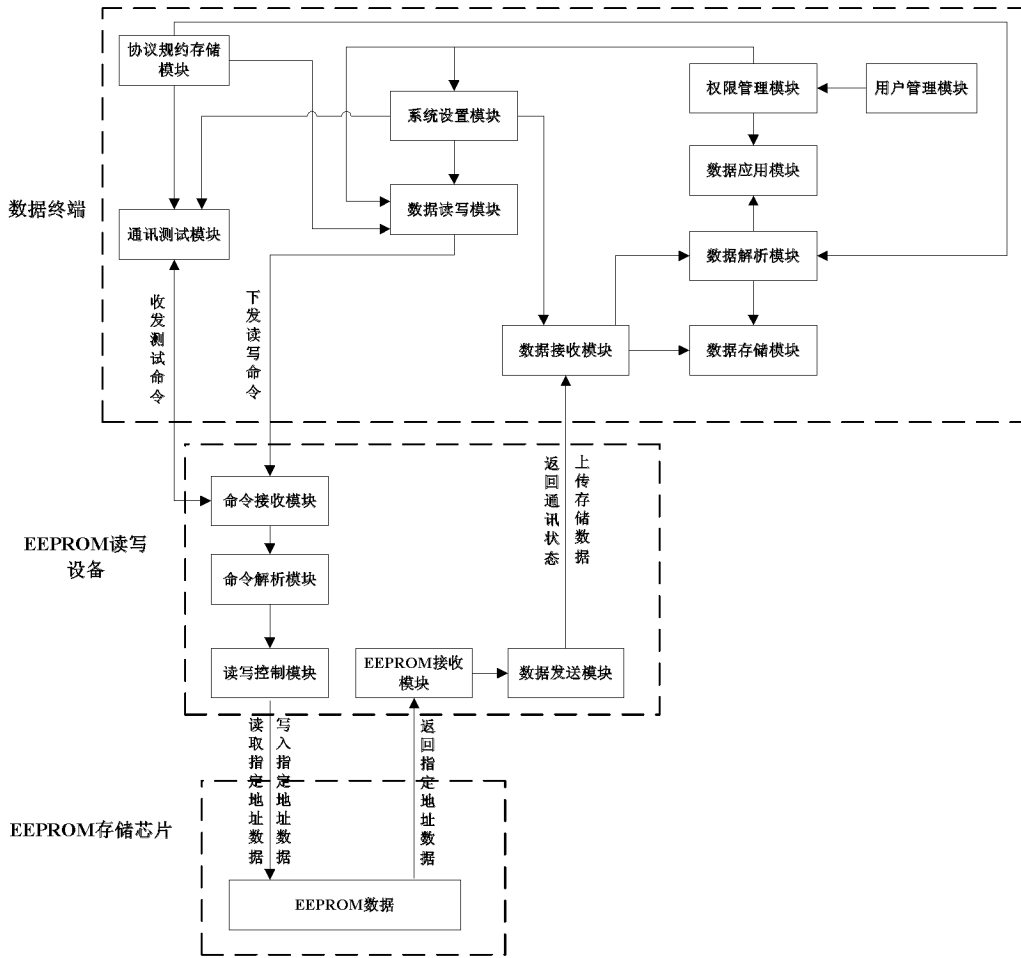 协议规约存储
模块
权限管理模块
用户管理模块
系统设置模块
数据应用模块
数据终端
通讯测试模块
数据读写模块
数据解析模块
收发测试命令
下发读写命令
数据接收模块
数据存储模块
返回通讯状态
上传存储数据
命令接收模块
EEPROM读写
设备
命令解析模块
读写控制模块
EEPROM接收
模块
数据发送模块
读取指定地址数据
写入指定地址数据
返回指定地址数据
EEPROM存储芯片
EEPROM数据